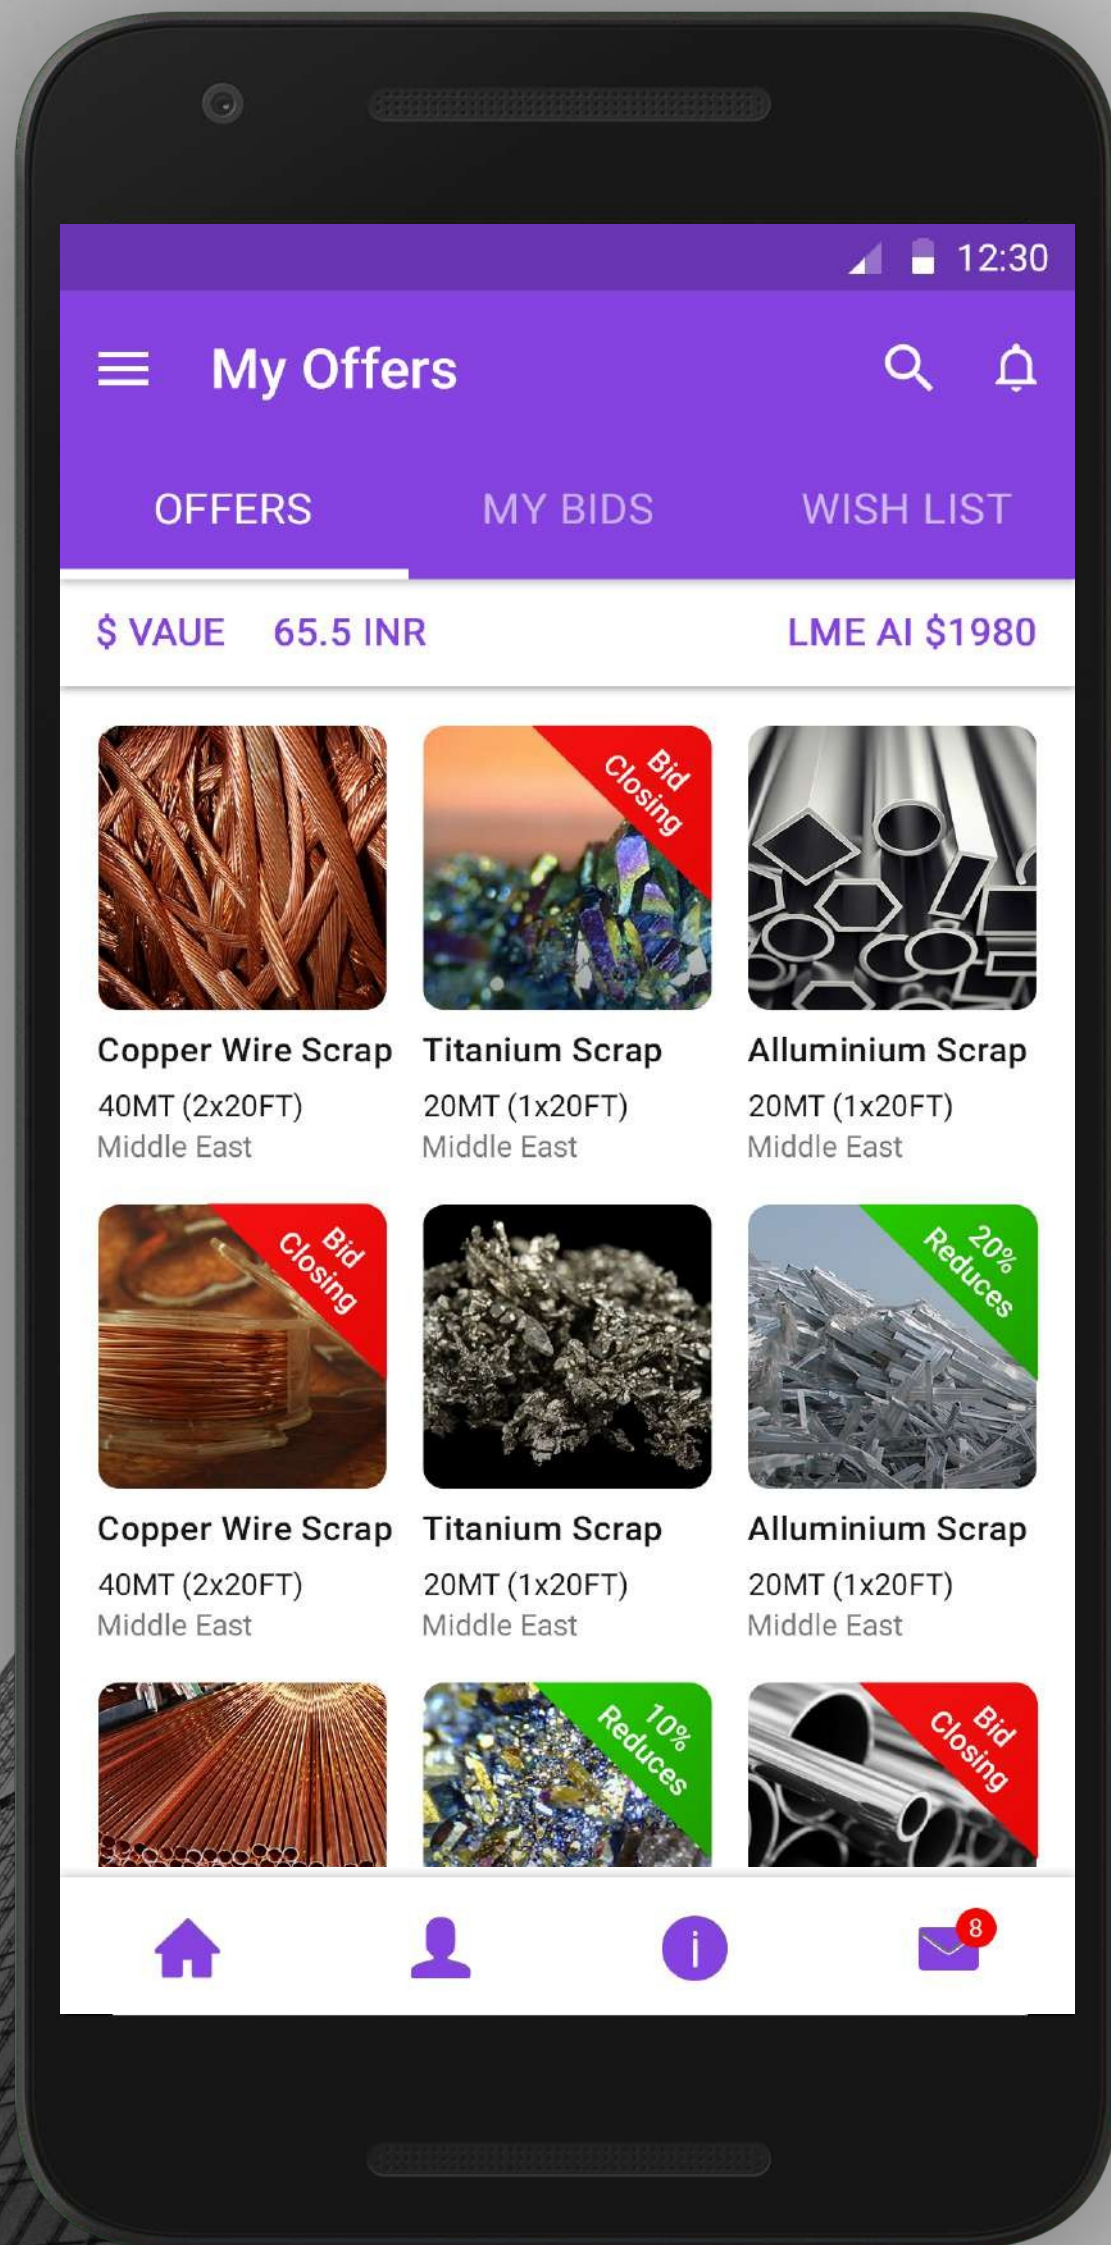 12:30
My Offers
OFFERS MY BIDS WISH LIST
$ VAUE 65.5 INR LME AI $1980
Bid
Closing
Copper Wire Scrap Titanium Scrap Alluminium Scrap
40MT (2x20FT) 20MT (1x20FT) 20MT (1x20FT)
Middle East Middle East Middle East
Bid
Closing
20%
Reduces
Copper Wire Scrap Titanium Scrap Alluminium Scrap
40MT (2x20FT) 20MT (1x20FT) 20MT (1x20FT)
Middle East Middle East Middle East
10%
Reduces
Bid
Closing
i
8